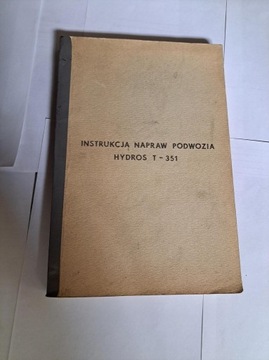 INSTRUKCJA NAPRAW PODWOZIA
HYDROS T-351